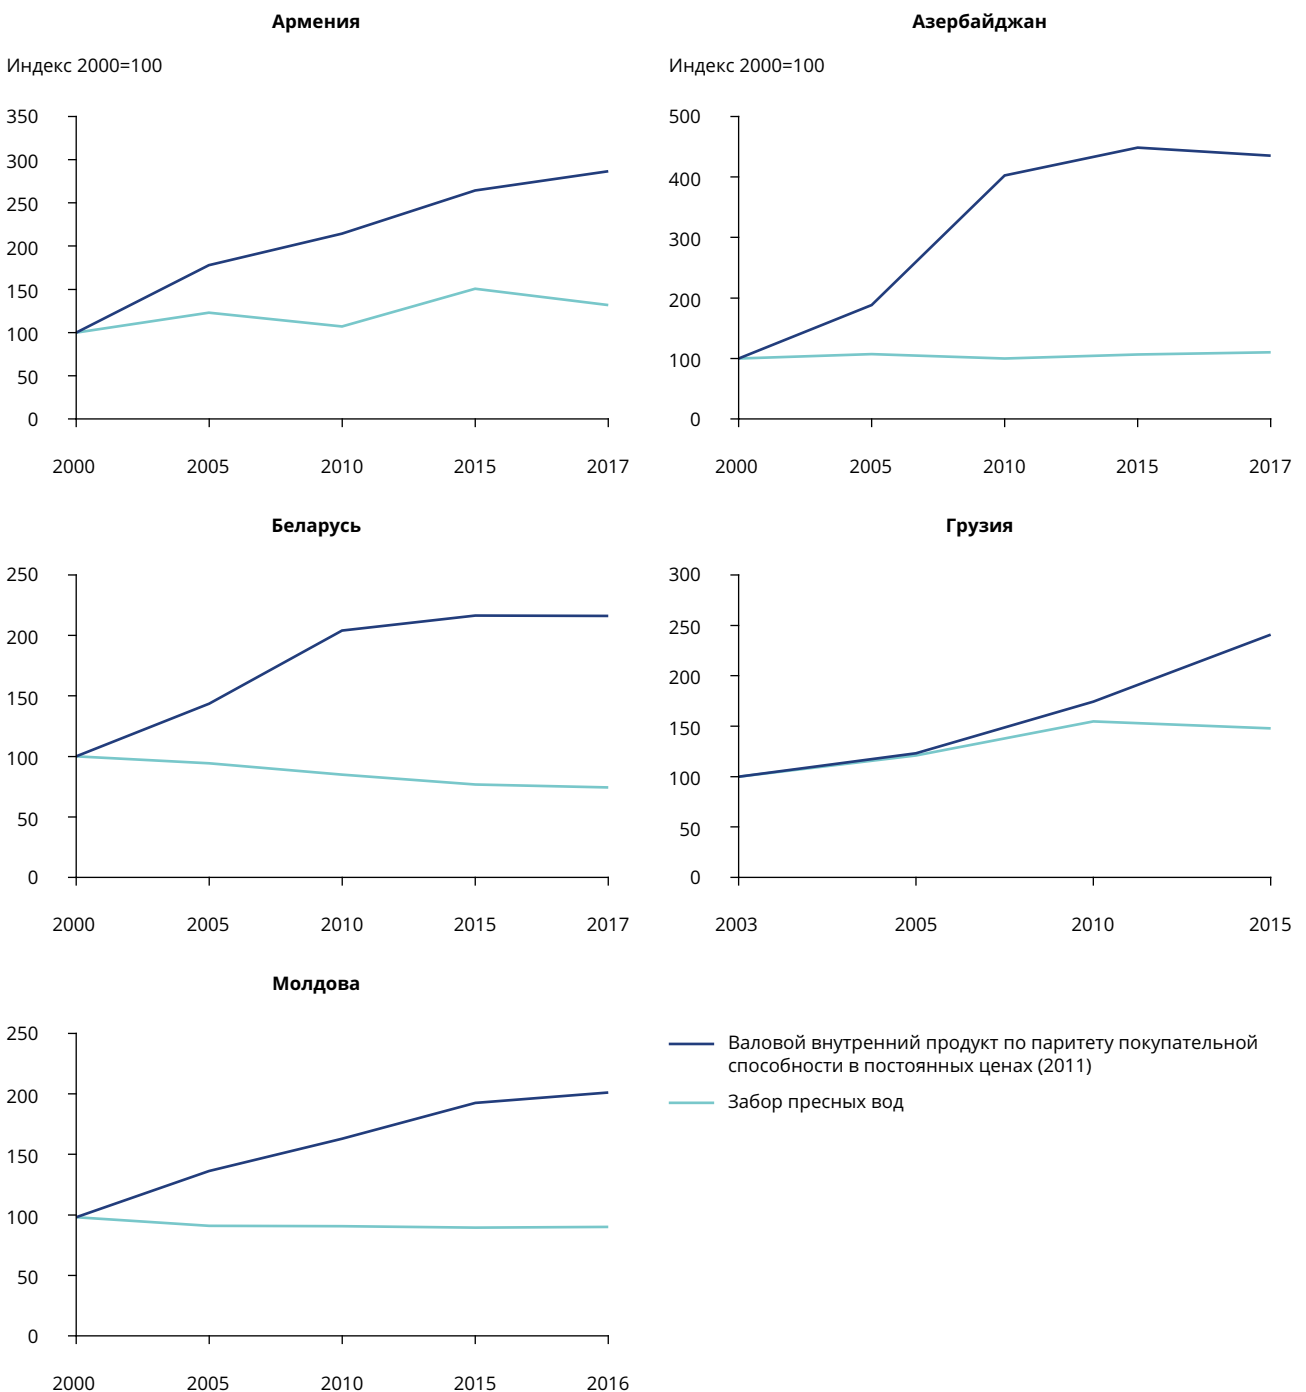 Армения
Индекс 2000=100
350
300
250
200
150
100
50
0
2000 2005 2010 2015 2017
Азербайджан
Индекс 2000=100
500
400
300
200
100
0
2000 2005 2010 2015 2017
Беларусь
250
200
150
100
50
0
2000 2005 2010 2015 2017
Грузия
300
250
200
150
100
50
0
2003 2005 2010 2015
Молдова
250
200
150
100
50
0
2000 2005 2010 2015 2016
Валовой внутренний продукт по паритету покупательной
способности в постоянных ценах (2011)
Забор пресных вод